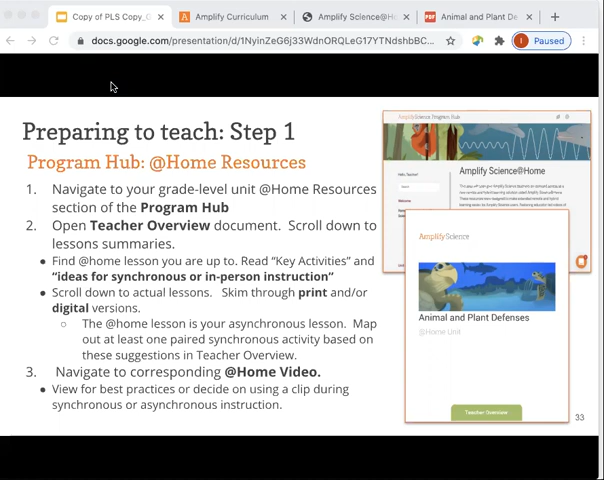 Copy of PLS Copy_G
Amplify Curriculum
Amplify Science@H
Animal and Plant De
docs.google.com/presentation/d/1NyinZeG6j33WdnORQLeG17YTNdshbBC...
Paused
Preparing to teach: Step 1
Program Hub: @Home Resources
1. Navigate to your grade-level unit @Home Resources
section of the Program Hub
2. Open Teacher Overview document. Scroll down to
lessons summaries.
● Find @home lesson you are up to. Read “Key Activities” and
“ideas for synchronous or in-person instruction”
● Scroll down to actual lessons. Skim through print and/or
digital versions.
○ The @home lesson is your asynchronous lesson. Map
out at least one paired synchronous activity based on
these suggestions in Teacher Overview.
3. Navigate to corresponding @Home Video.
● View for best practices or decide on using a clip during
synchronous or asynchronous instruction.
AmplifyScience Program Hub
Hello, Teacher
Amplify Science@Home
AmplifyScience
Animal and Plant Defenses
@Home Unit
Teacher Overview
33